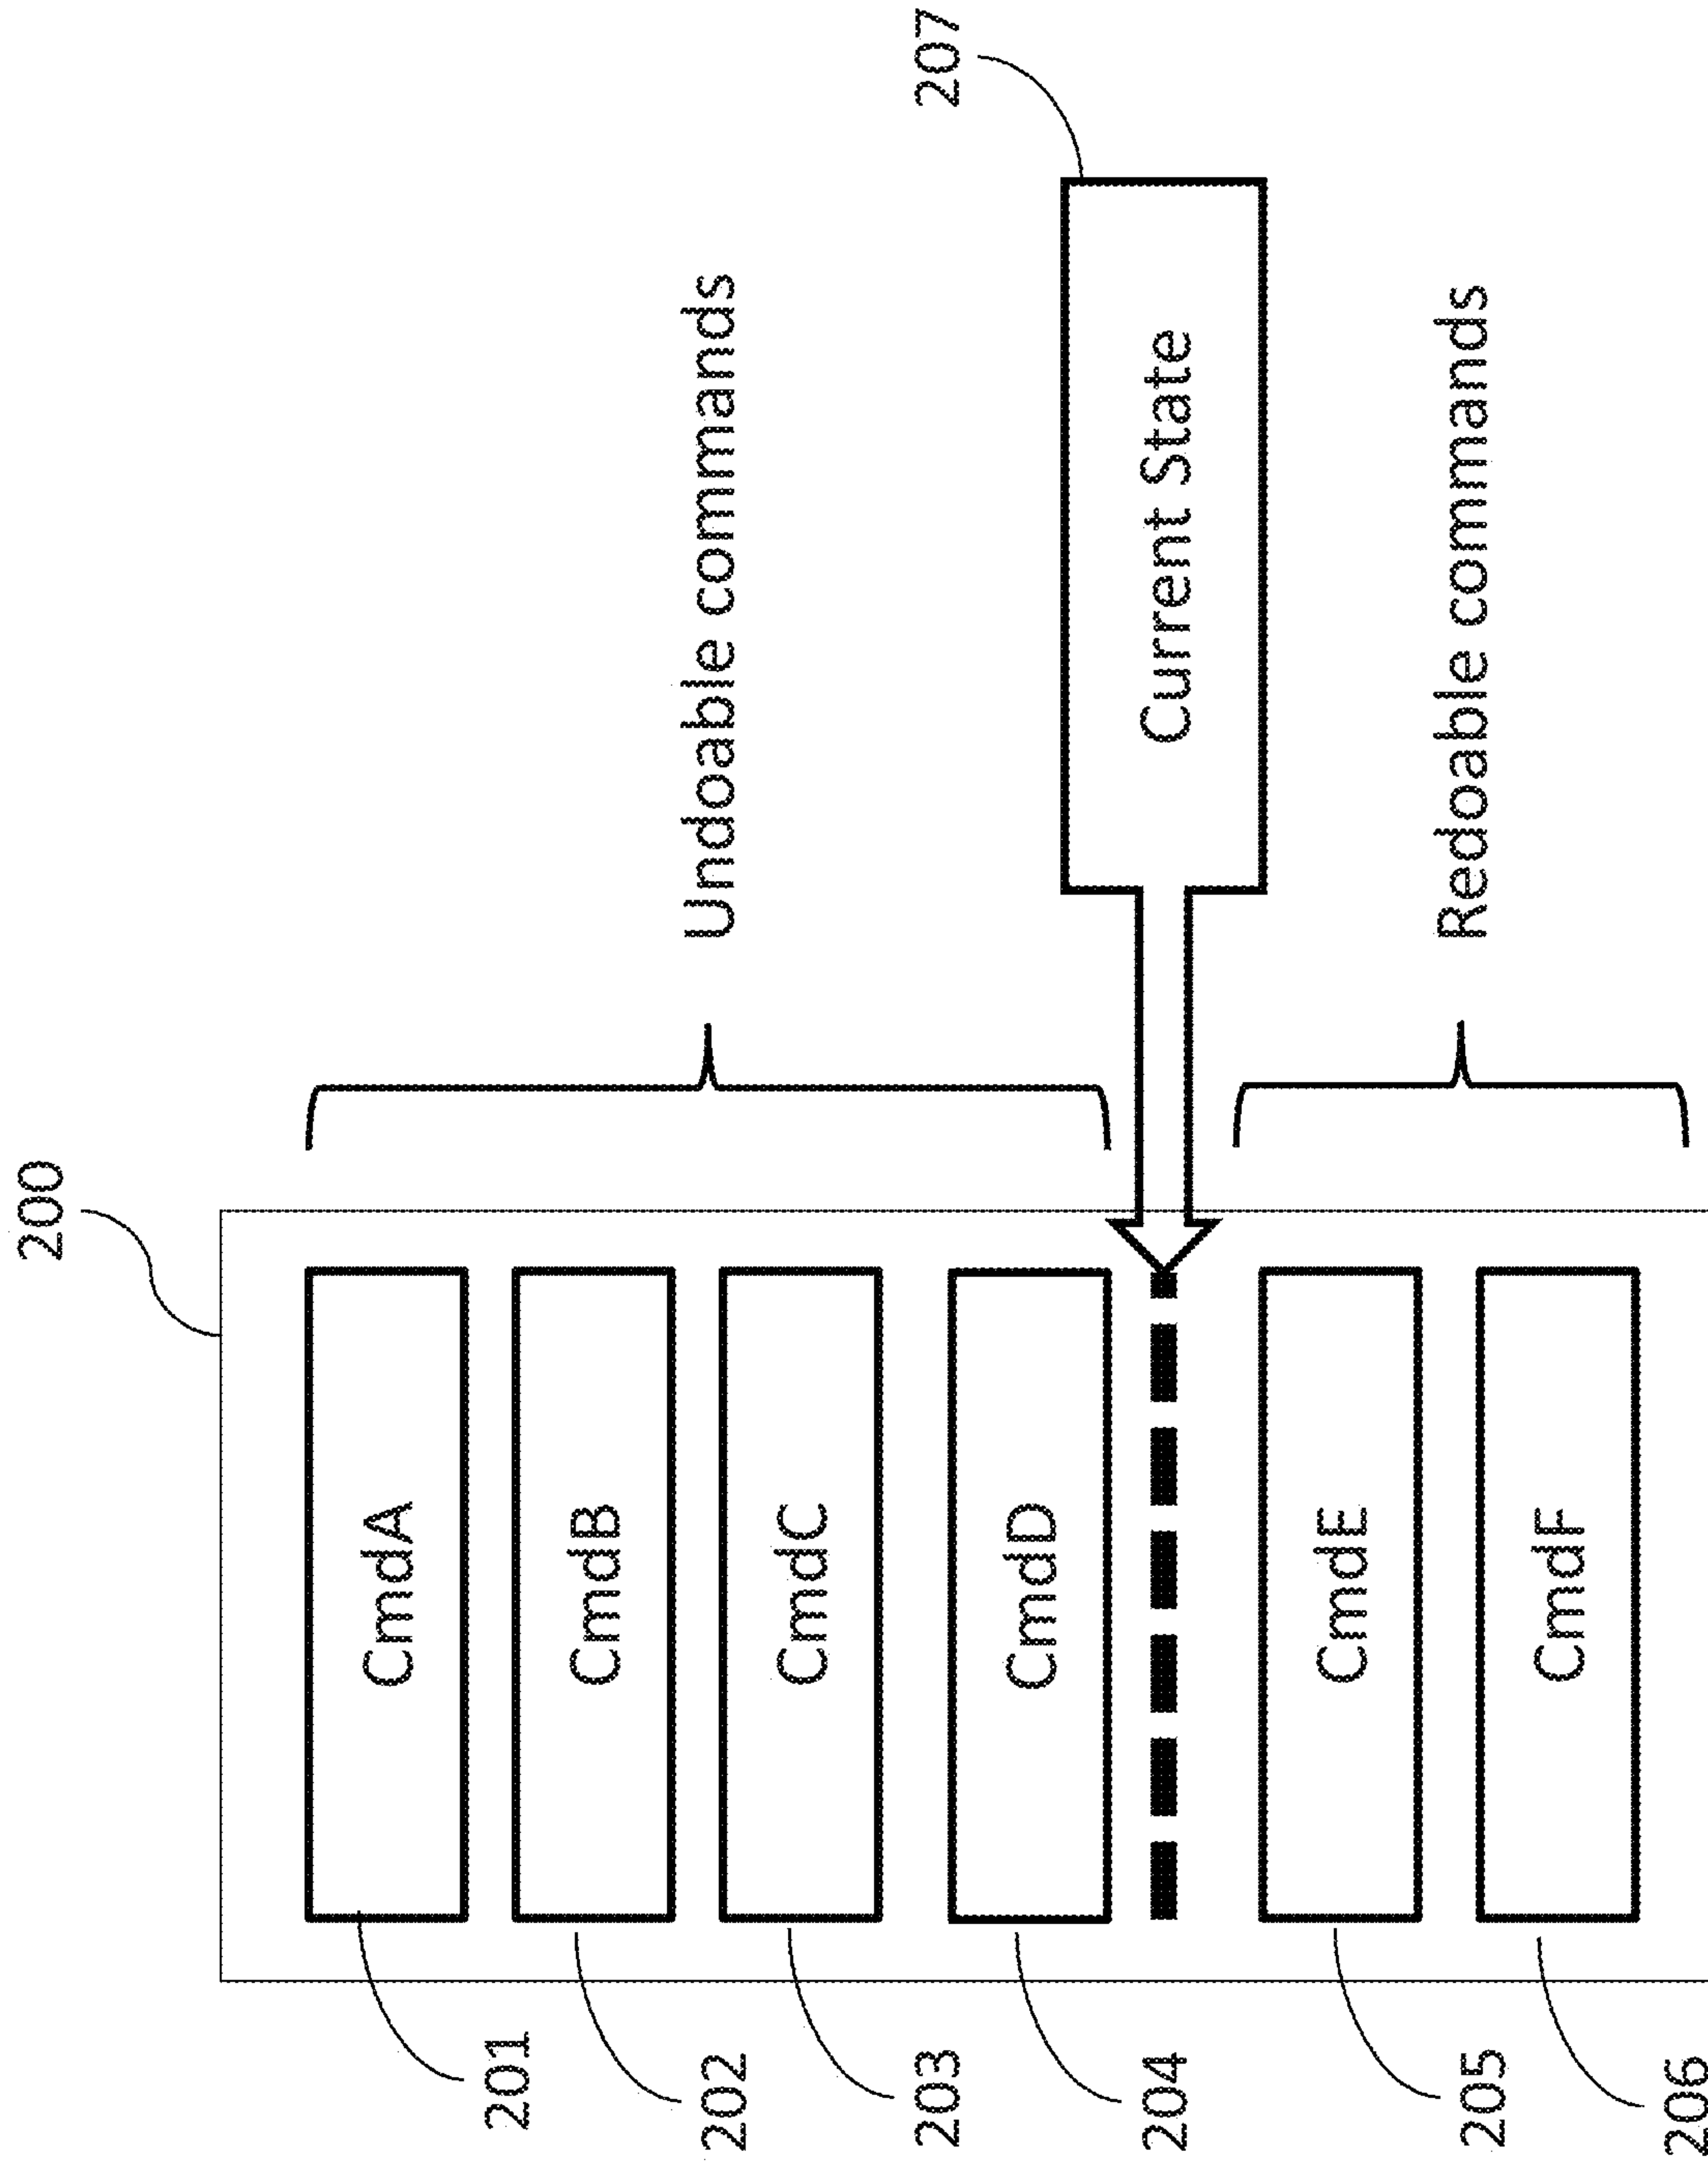 200
CmdA
201
CmdB
202
CmdC
203
CmdD
204
CmdE
205
CmdF
206
Undoable commands
Current State
207
Redoable commands